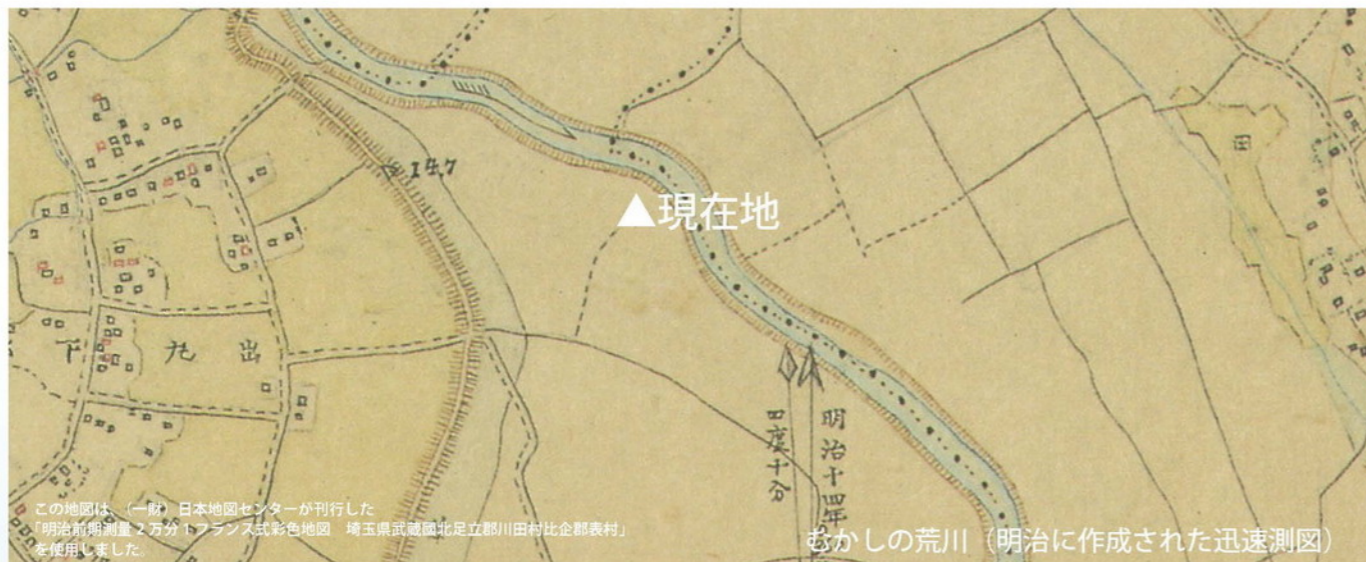 147
田
▲現在地
下 丸 出
四度十分
明治十四年
この地図は、（一財）日本地図センターが刊行した
「明治前期測量２万分１フランス式彩色地図　埼玉県武蔵國北足立郡川田村比企郡表村」
を使用しました。
むかしの荒川（明治に作成された迅速測図）